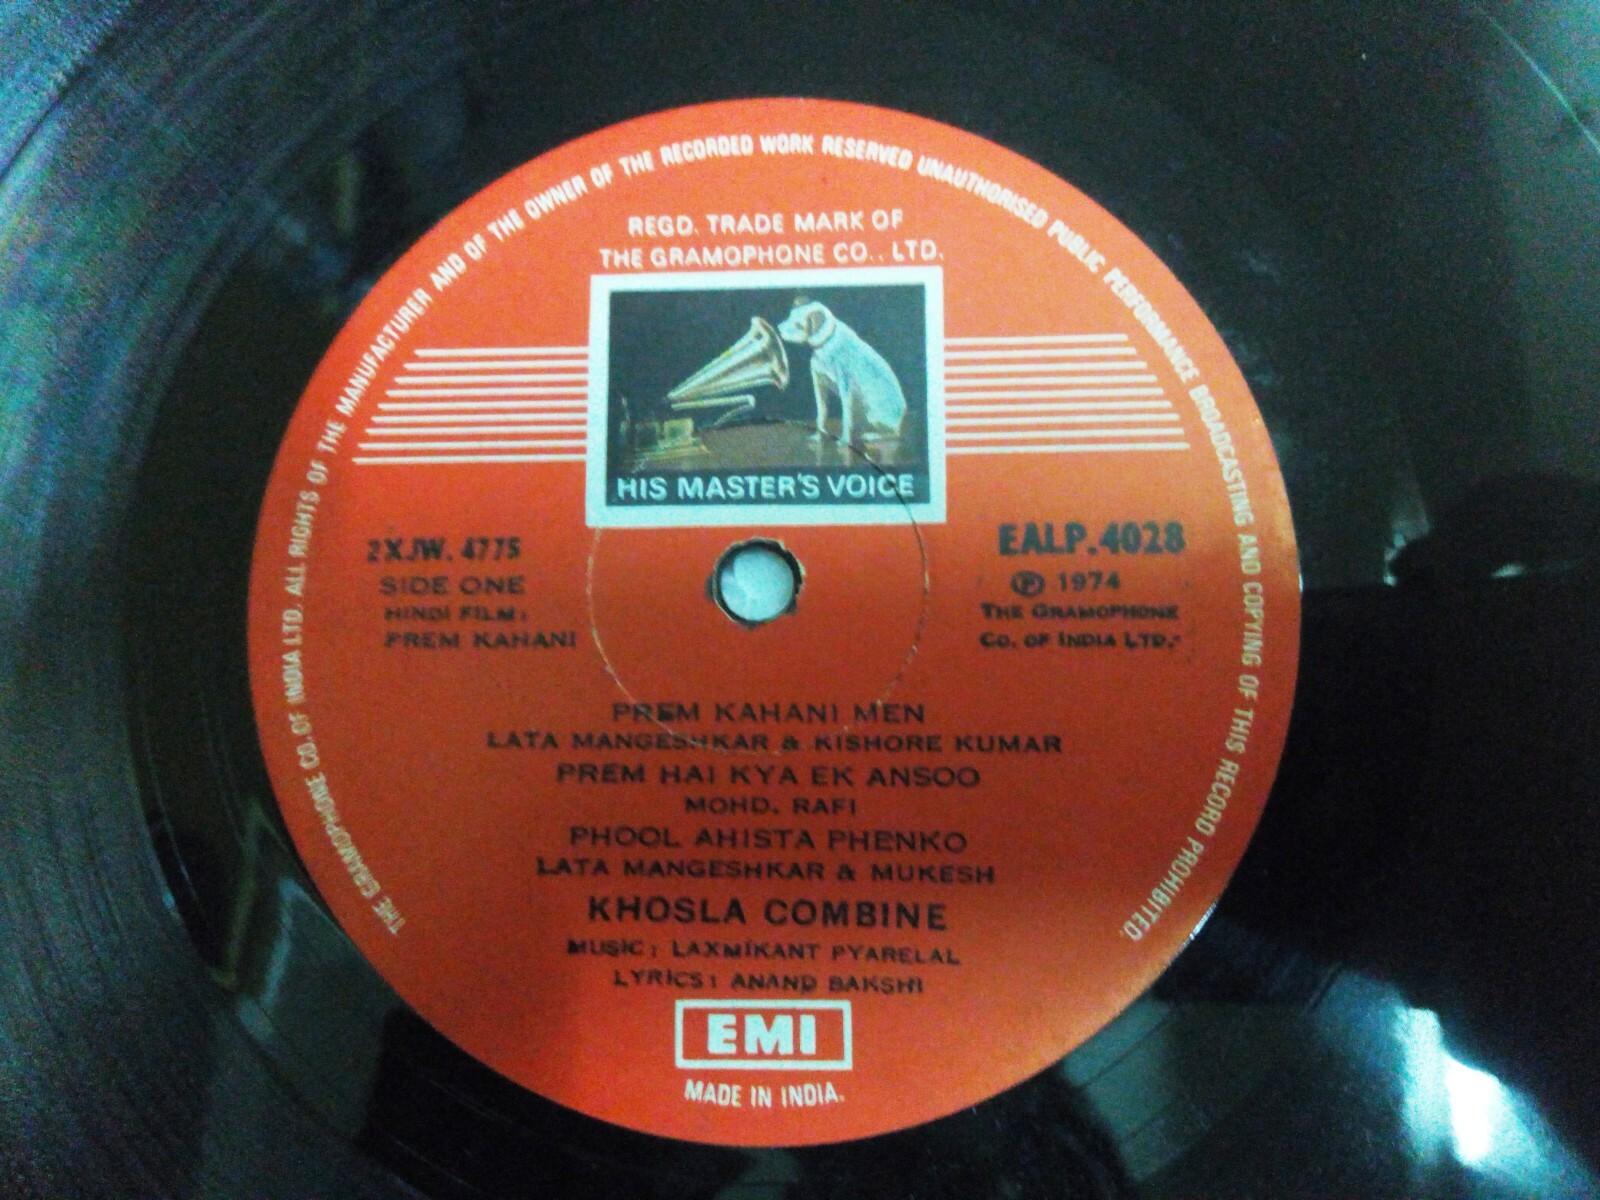 THE GRAMOPHONE CO. OF INDIA LTD. ALL RIGHTS OF THE MANUFACTURER AND OF THE OWNER OF THE RECORDED WORK RESERVED UNAUTHORISED PUBLIC PERFORMANCE BROADCASTING AND COPYING OF THIS RECORD PROHIBITED.
REGD. TRADE MARK OF
THE GRAMOPHONE CO., LTD.
HIS MASTER'S VOICE
2XJW. 4775
SIDE ONE
HINDI FILM:
PREM KAHANI
EALP. 4028
℗ 1974
THE GRAMOPHONE
CO. OF INDIA LTD.
PREM KAHANI MEN
LATA MANGESHKAR & KISHORE KUMAR
PREM HAI KYA EK ANSOO
MOHD. RAFI
PHOOL AHISTA PHENKO
LATA MANGESHKAR & MUKESH
KHOSLA COMBINE
MUSIC: LAXMIKANT PYARELAL
LYRICS: ANAND BAKSHI
EMI
MADE IN INDIA.